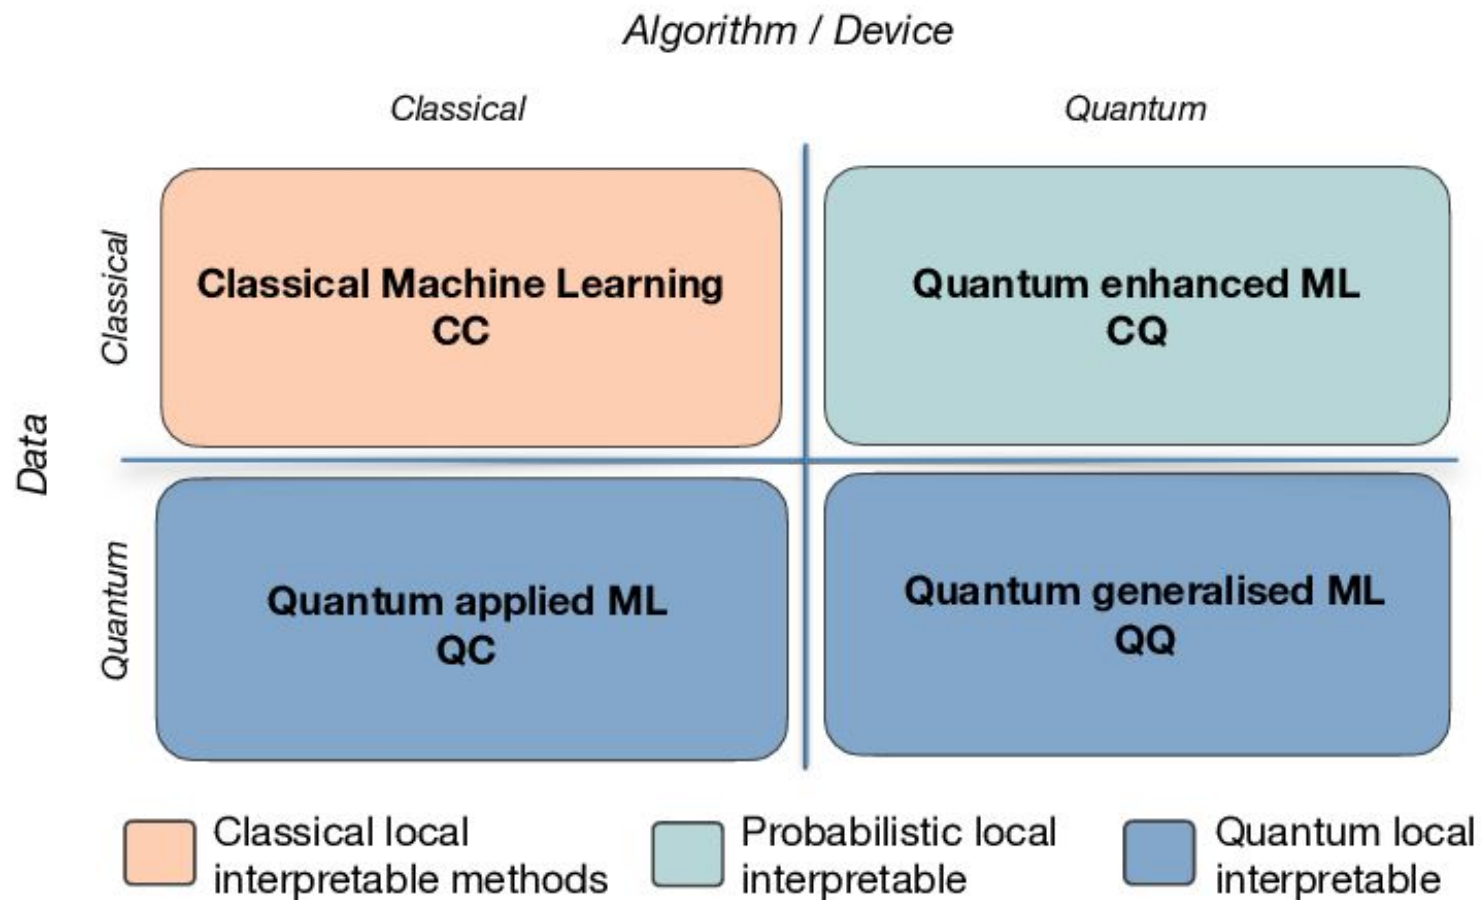 Algorithm / Device
Classical
Quantum
Classical
Classical Machine Learning
CC
Quantum enhanced ML
CQ
Data
Quantum
Quantum applied ML
QC
Quantum generalised ML
QQ
Classical local
interpretable methods
Probabilistic local
interpretable
Quantum local
interpretable